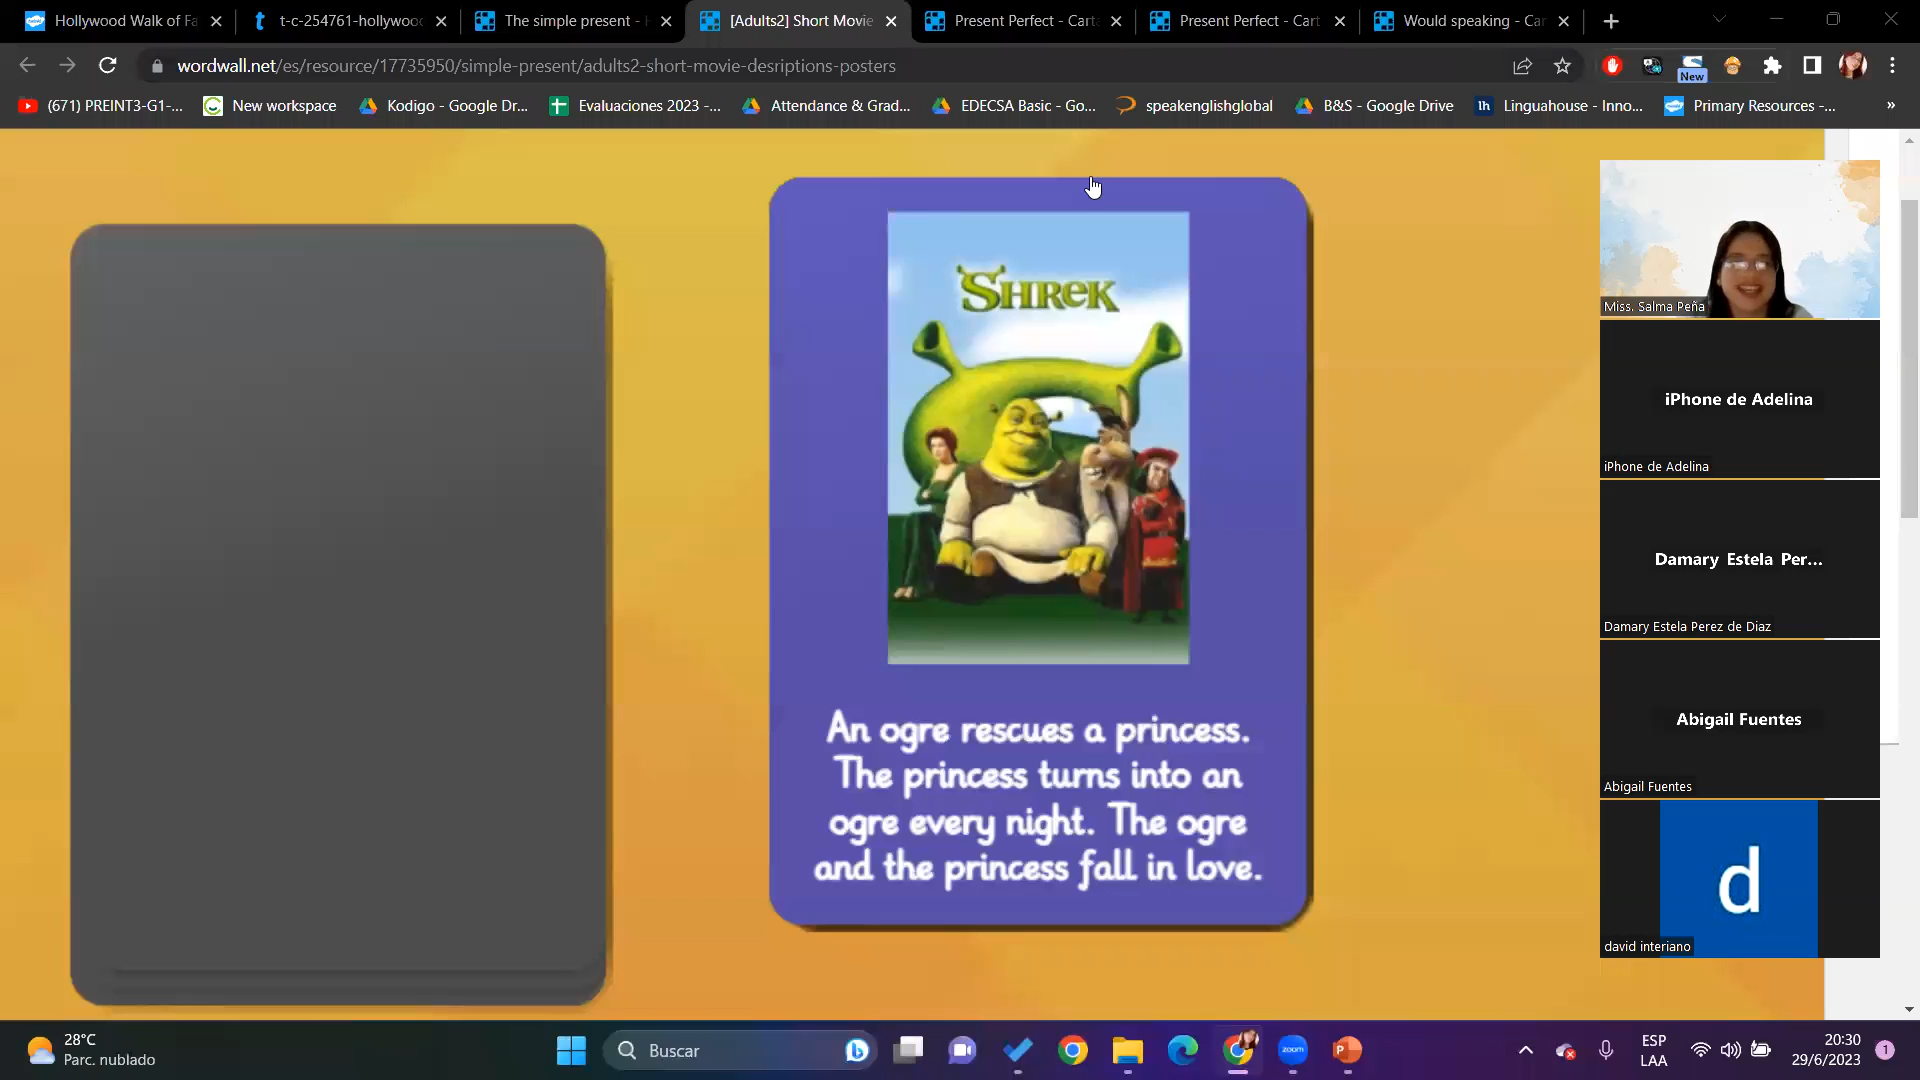 Hollywood Walk of Fa
t-c-254761-hollywood
The simple present -
[Adults2] Short Movie
Present Perfect - Carta
Present Perfect - Cart
Would speaking - Car
wordwall.net/es/resource/17735950/simple-present/adults2-short-movie-desriptions-posters
New
(671) PREINT3-G1-...
New workspace
Kodigo - Google Dr...
Evaluaciones 2023 -...
Attendance & Grad...
EDECSA Basic - Go...
speakenglishglobal
B&S - Google Drive
lh
Linguahouse - Inno...
Primary Resources -...
»
SHREK
An ogre rescues a princess.
The princess turns into an
ogre every night. The ogre
and the princess fall in love.
Miss. Salma Peña
iPhone de Adelina
iPhone de Adelina
Damary Estela Per...
Damary Estela Perez de Diaz
Abigail Fuentes
Abigail Fuentes
d
david interiano
28°C
Parc. nublado
Buscar
zoom
ESP
LAA
20:30
29/6/2023
1